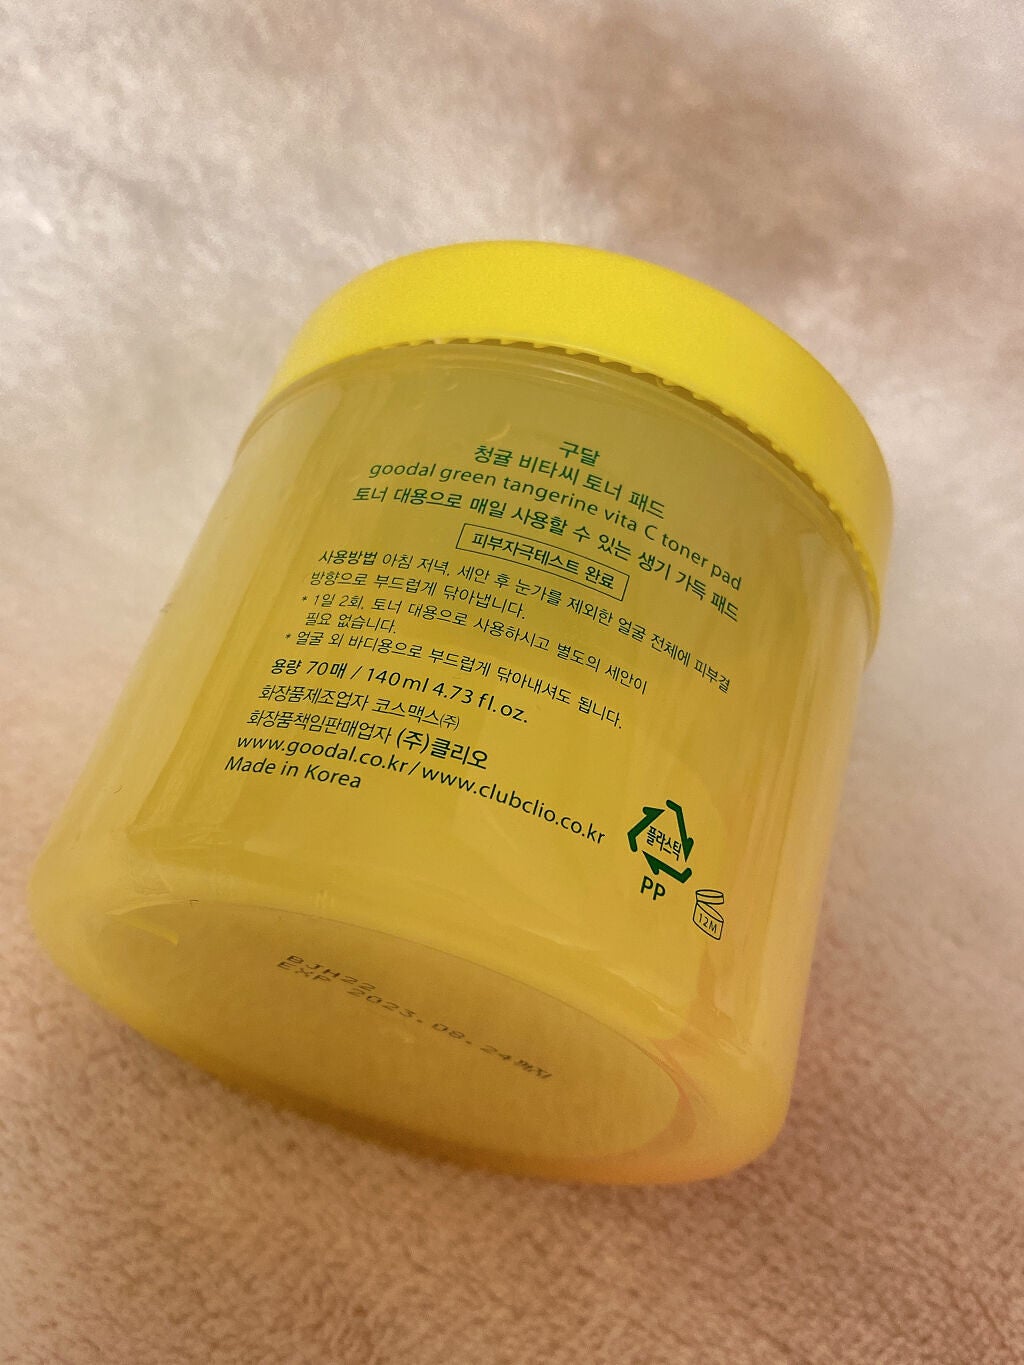 구달
청귤 비타씨 토너 패드
goodal green tangerine vita C toner pad
토너 대용으로 매일 사용할 수 있는 생기 가득 패드
피부자극테스트 완료
사용방법 아침 저녁, 세안 후 눈가를 제외한 얼굴 전체에 피부결
방향으로 부드럽게 닦아냅니다.
* 1일 2회, 토너 대용으로 사용하시고 별도의 세안이
필요 없습니다.
* 얼굴 외 바디용으로 부드럽게 닦아내셔도 됩니다.
용량 70매 / 140ml 4.73 fl.oz.
화장품제조업자 코스맥스㈜
화장품책임판매업자 (주)클리오
www.goodal.co.kr/www.clubclio.co.kr
Made in Korea
플라스틱
PP
12M
BJH22
EXP 2023.08.24까지